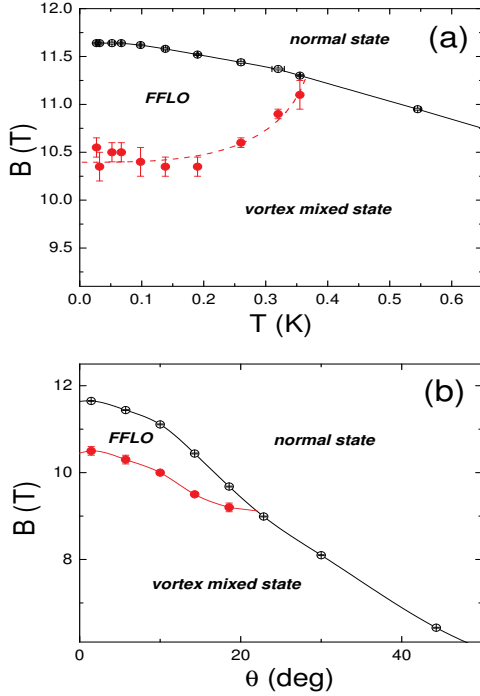 12.0
normal state
(a)
11.5
FFLO
11.0
B (T)
10.5
10.0
vortex mixed state
9.5
0.0 0.1 0.2 0.3 0.4 0.5 0.6
T (K)
12
(b)
FFLO
normal state
10
B (T)
8
vortex mixed state
0 20 40
θ (deg)